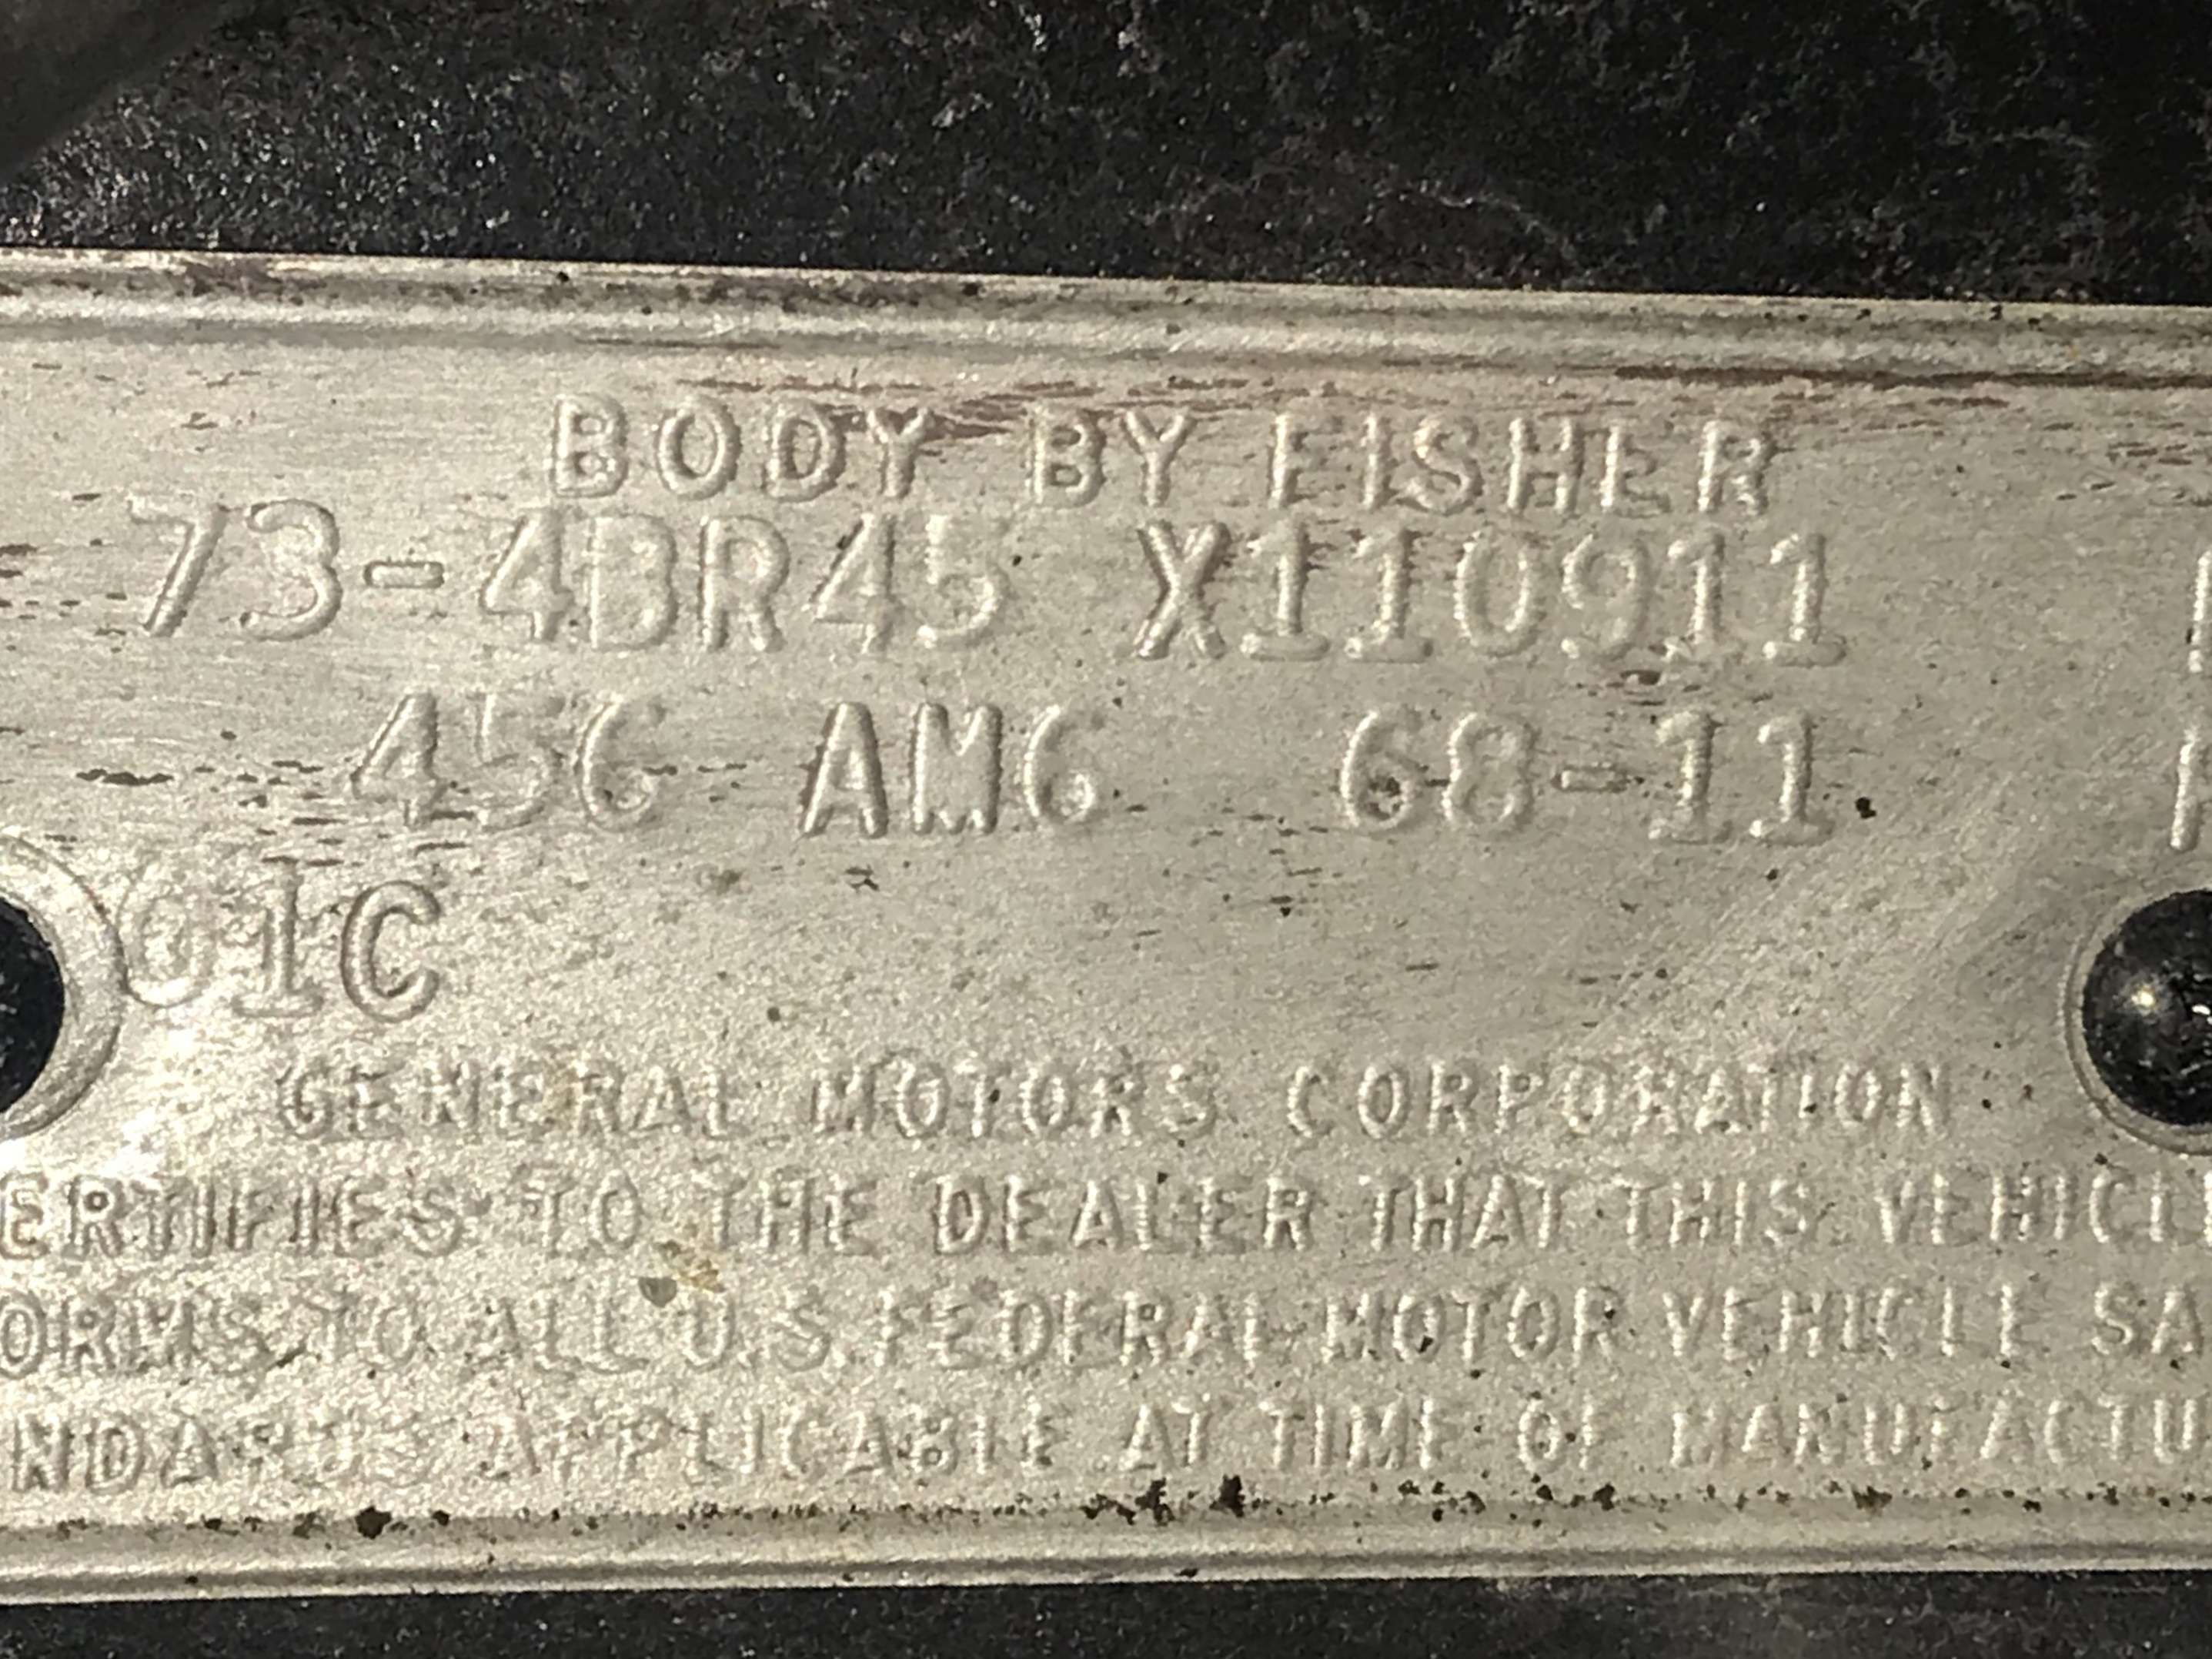 BODY BY FISHER
73-4BR45 X110911
456 AM6 68-11
01C
GENERAL MOTORS CORPORATION
ERTIFIES TO THE DEALER THAT THIS VEHICL
ORMS TO ALL U.S. FEDERAL MOTOR VEHICLE SA
NDARDS APPLICABLE AT TIME OF MANUFACTU